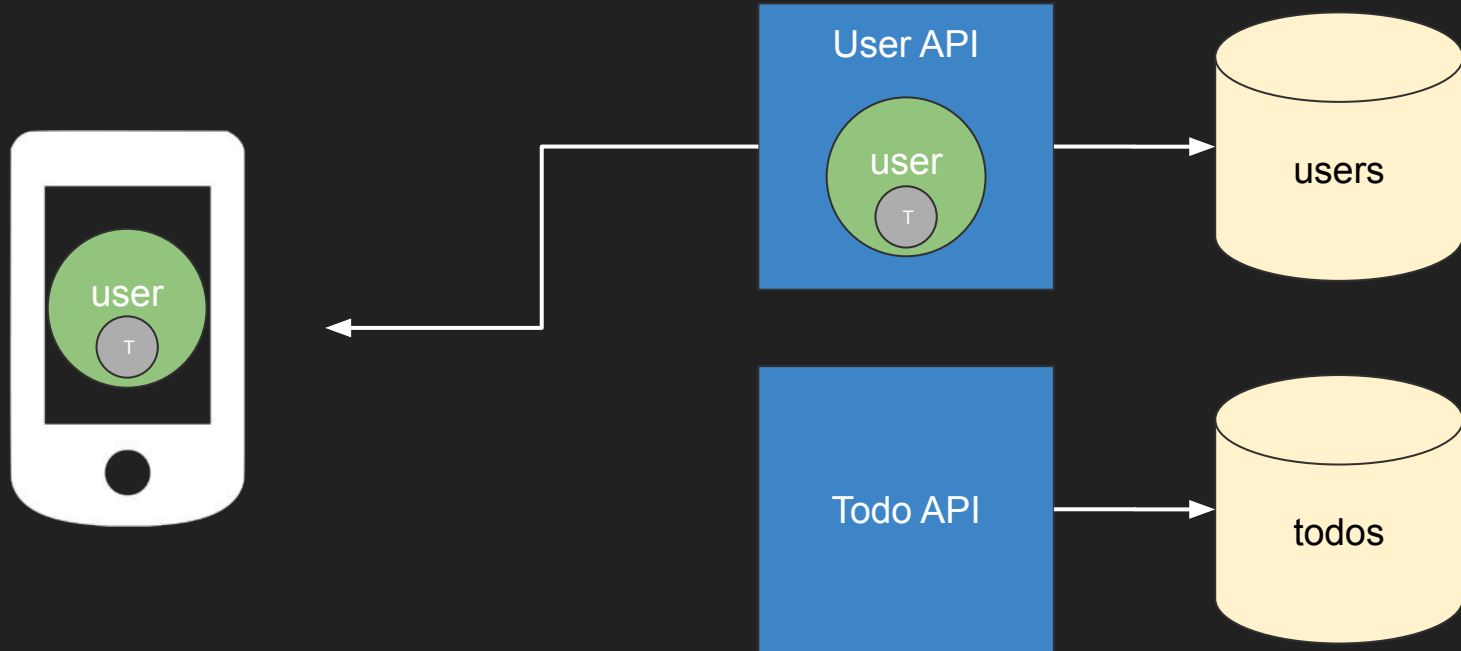 User API
user
T
users
user
T
Todo API
todos